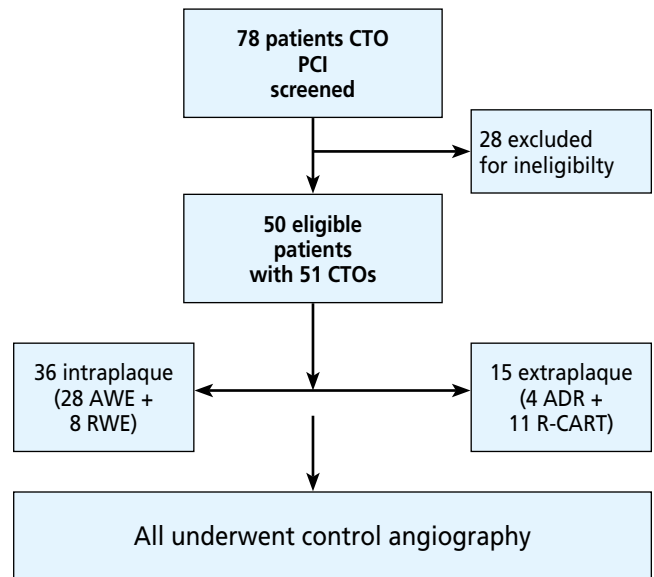 78 patients CTO
PCI
screened
28 excluded
for ineligibilty
50 eligible
patients
with 51 CTOs
36 intraplaque
(28 AWE +
8 RWE)
15 extraplaque
(4 ADR +
11 R-CART)
All underwent control angiography